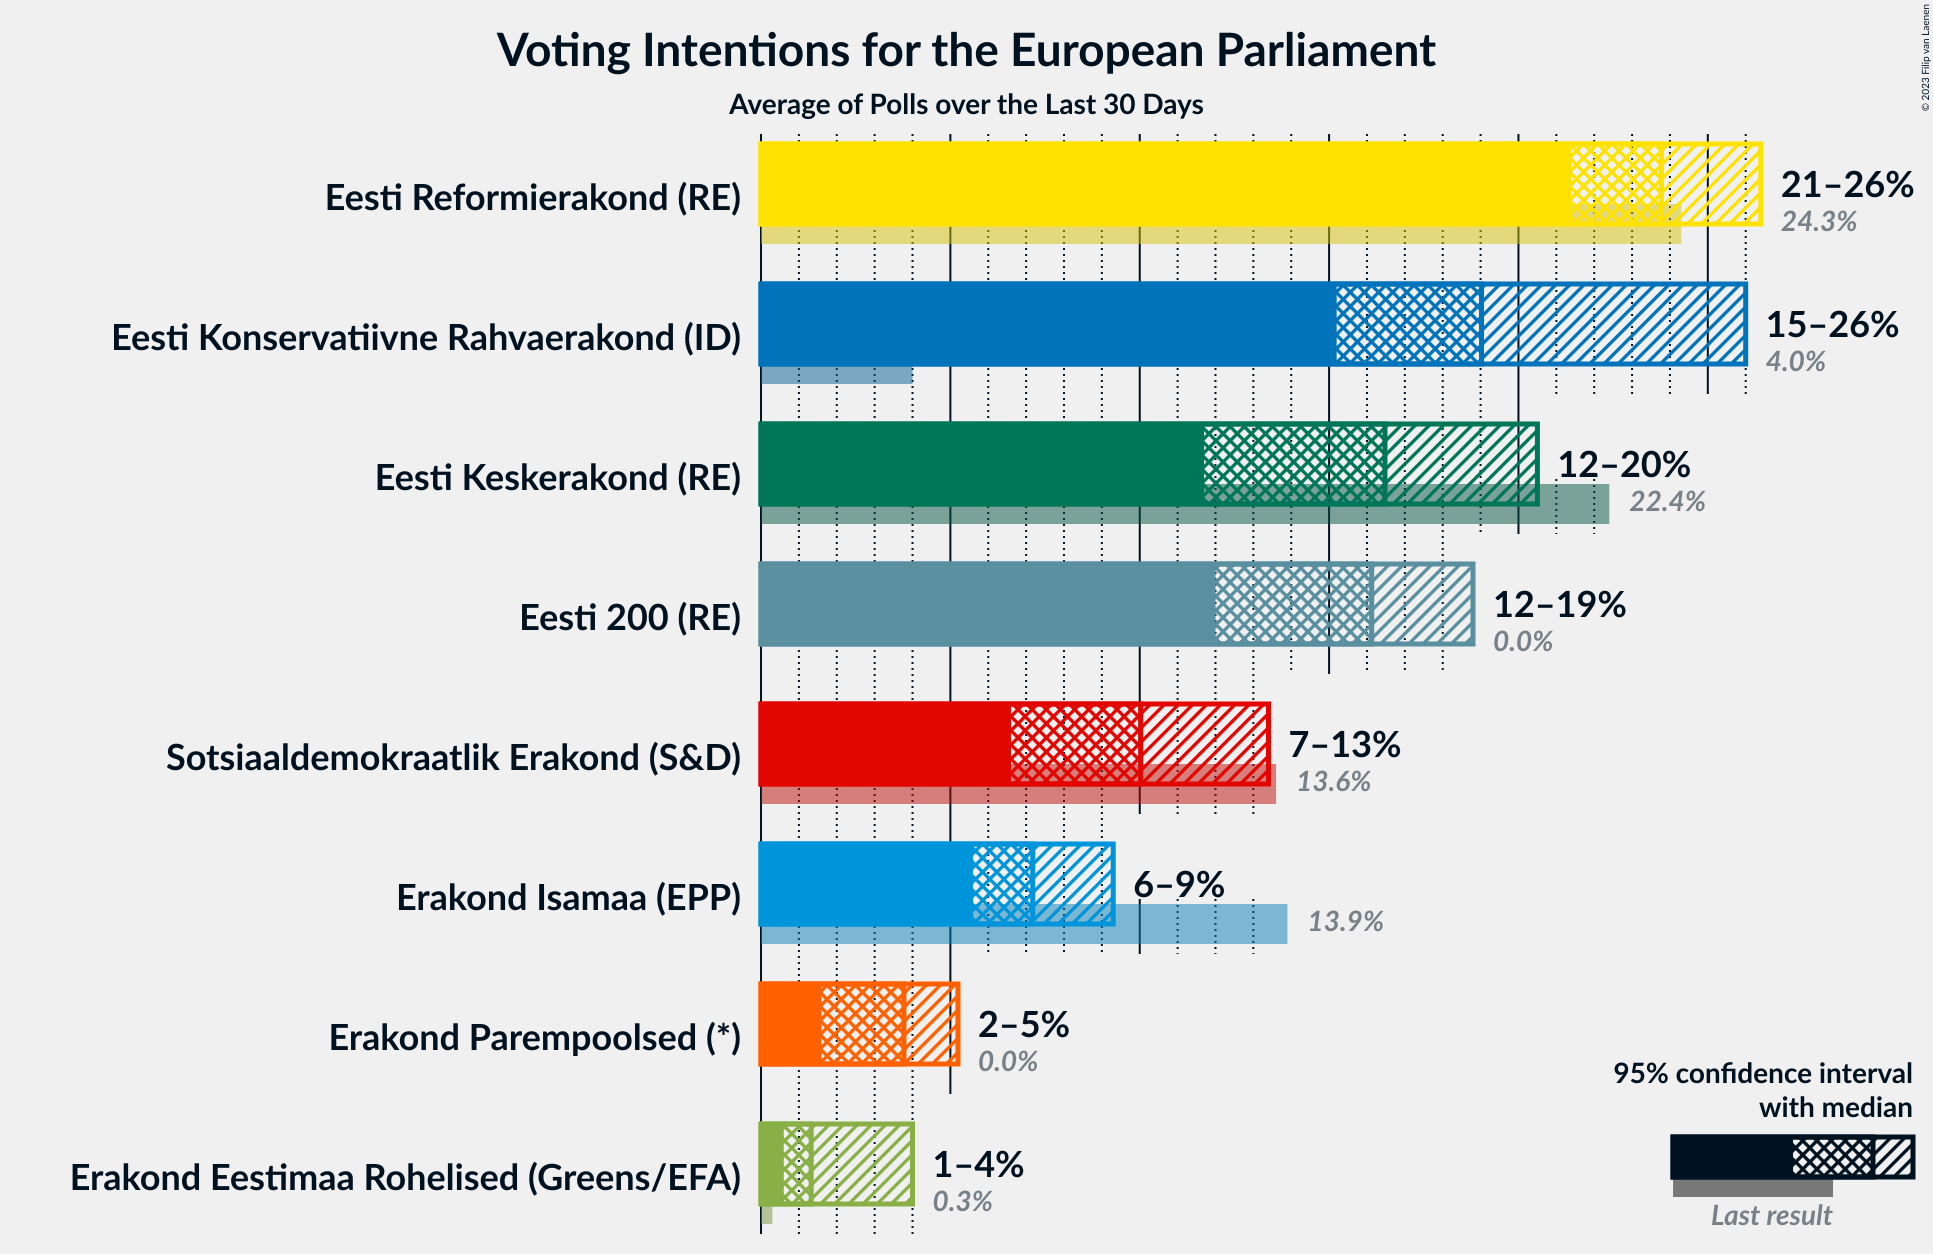 Voting Intentions for the European Parliament
Average of Polls over the Last 30 Days
© 2023 Filip van Laenen
Eesti Reformierakond (RE)
21–26%
24.3%
Eesti Konservatiivne Rahvaerakond (ID)
15–26%
4.0%
Eesti Keskerakond (RE)
12–20%
22.4%
Eesti 200 (RE)
12–19%
0.0%
Sotsiaaldemokraatlik Erakond (S&D)
7–13%
13.6%
Erakond Isamaa (EPP)
6–9%
13.9%
Erakond Parempoolsed (*)
2–5%
0.0%
Erakond Eestimaa Rohelised (Greens/EFA)
1–4%
0.3%
95% confidence interval
with median
Last result